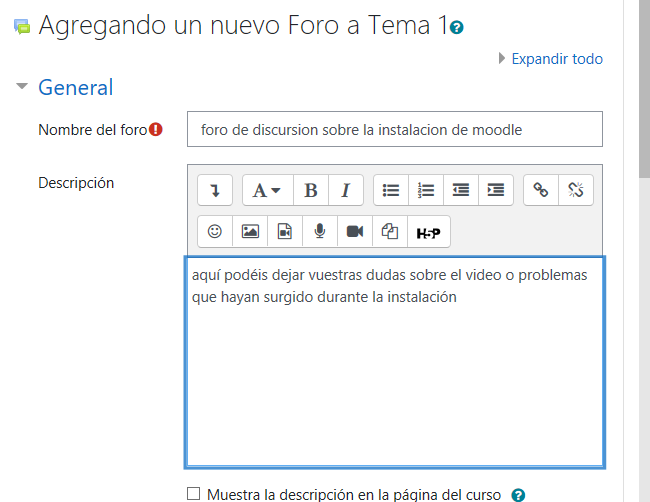 Agregando un nuevo Foro a Tema 1
Expandir todo
General
Nombre del foro
foro de discursion sobre la instalacion de moodle
Descripción
A B I
H5P
aquí podéis dejar vuestras dudas sobre el video o problemas
que hayan surgido durante la instalación
Muestra la descripción en la página del curso